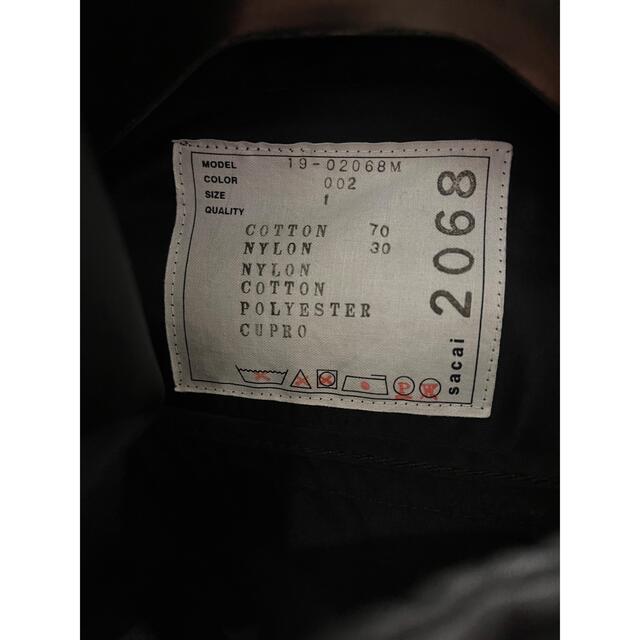 MODEL 19-02068M
COLOR 002
SIZE 1
QUALITY
COTTON 70
NYLON 30
NYLON
COTTON
POLYESTER
CUPRO
P W
sacai 2068